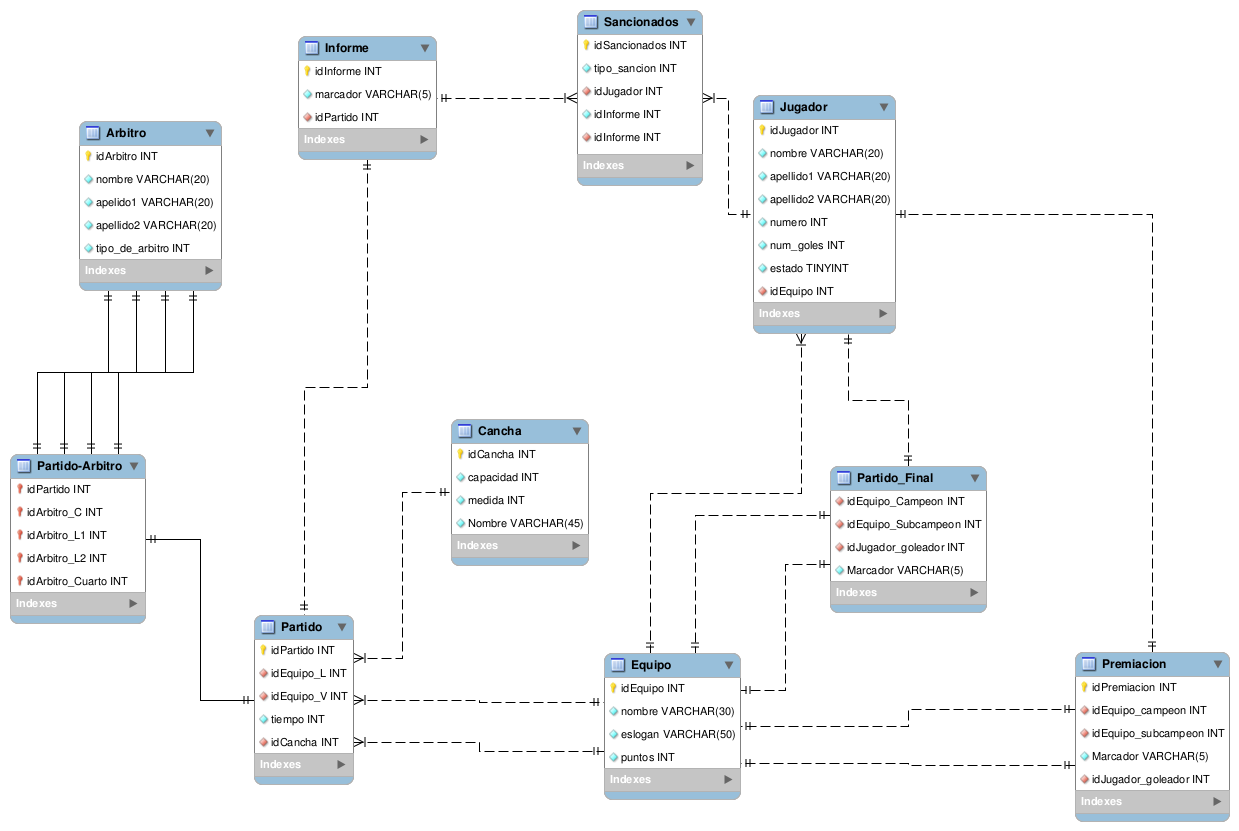 Sancionados
idSancionados INT
tipo_sancion INT
idJugador INT
idInforme INT
idInforme INT
Indexes
Informe
idInforme INT
marcador VARCHAR(5)
idPartido INT
Indexes
Jugador
idJugador INT
nombre VARCHAR(20)
apellido1 VARCHAR(20)
apellido2 VARCHAR(20)
numero INT
num_goles INT
estado TINYINT
idEquipo INT
Indexes
Arbitro
idArbitro INT
nombre VARCHAR(20)
apelido1 VARCHAR(20)
apellido2 VARCHAR(20)
tipo_de_arbitro INT
Indexes
Cancha
idCancha INT
capacidad INT
medida INT
Nombre VARCHAR(45)
Indexes
Partido-Arbitro
idPartido INT
idArbitro_C INT
idArbitro_L1 INT
idArbitro_L2 INT
idArbitro_Cuarto INT
Indexes
Partido_Final
idEquipo_Campeon INT
idEquipo_Subcampeon INT
idJugador_goleador INT
Marcador VARCHAR(5)
Indexes
Partido
idPartido INT
idEquipo_L INT
idEquipo_V INT
tiempo INT
idCancha INT
Indexes
Equipo
idEquipo INT
nombre VARCHAR(30)
eslogan VARCHAR(50)
puntos INT
Indexes
Premiacion
idPremiacion INT
idEquipo_campeon INT
idEquipo_subcampeon INT
Marcador VARCHAR(5)
idJugador_goleador INT
Indexes